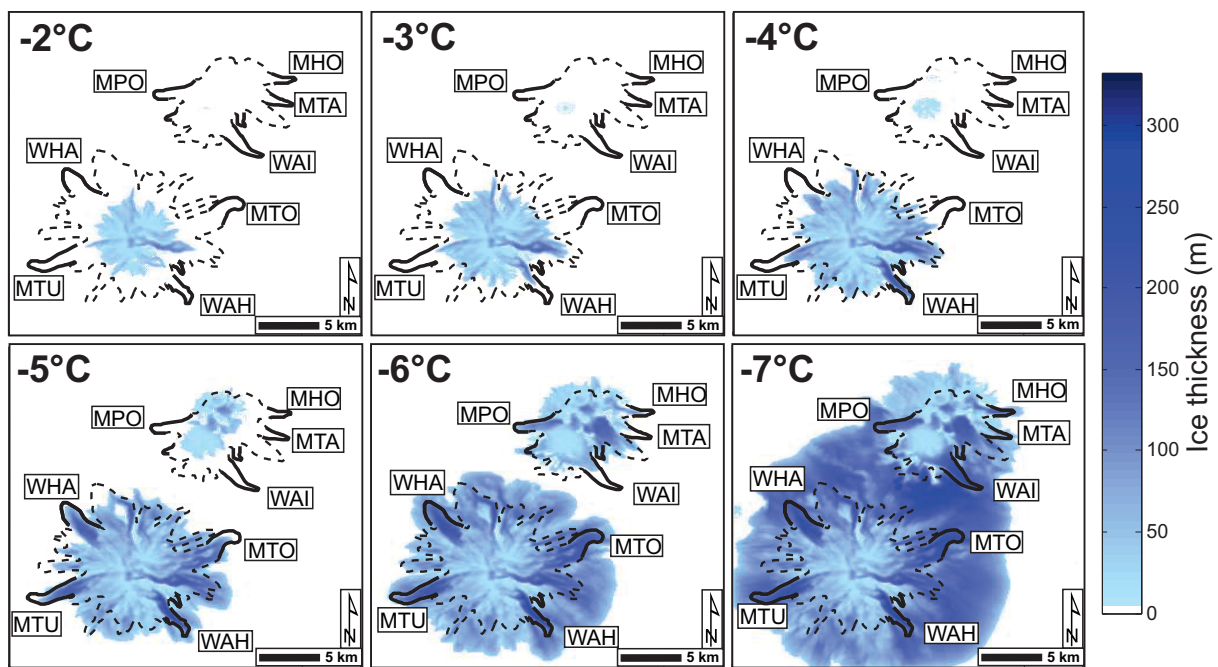 -2°C
MPO
MHO
MTA
WAI
WHA
MTO
MTU
WAH
N
5 km
-3°C
MPO
MHO
MTA
WAI
WHA
MTO
MTU
WAH
N
5 km
-4°C
MPO
MHO
MTA
WAI
WHA
MTO
MTU
WAH
N
5 km
-5°C
MPO
MHO
MTA
WAI
WHA
MTO
MTU
WAH
N
5 km
-6°C
MPO
MHO
MTA
WAI
WHA
MTO
MTU
WAH
N
5 km
-7°C
MPO
MHO
MTA
WAI
WHA
MTO
MTU
WAH
N
5 km
300
250
200
150
100
50
0
Ice thickness (m)